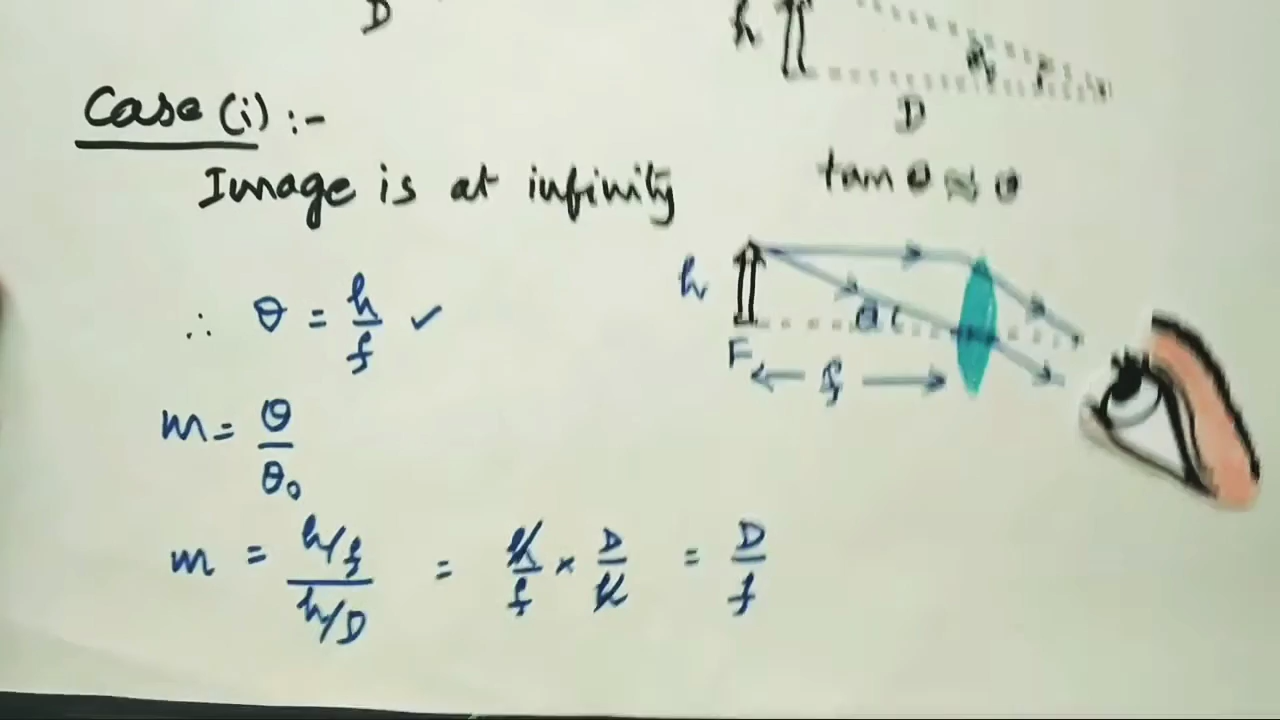 D
h
D
Case (i) :-
Image is at infinity
tan θ ≈ θ
h
θ
F
f
∴ θ = h/f ✓
m = θ/θ₀
m = (h/f)/(h/D) = h/f × D/h = D/f